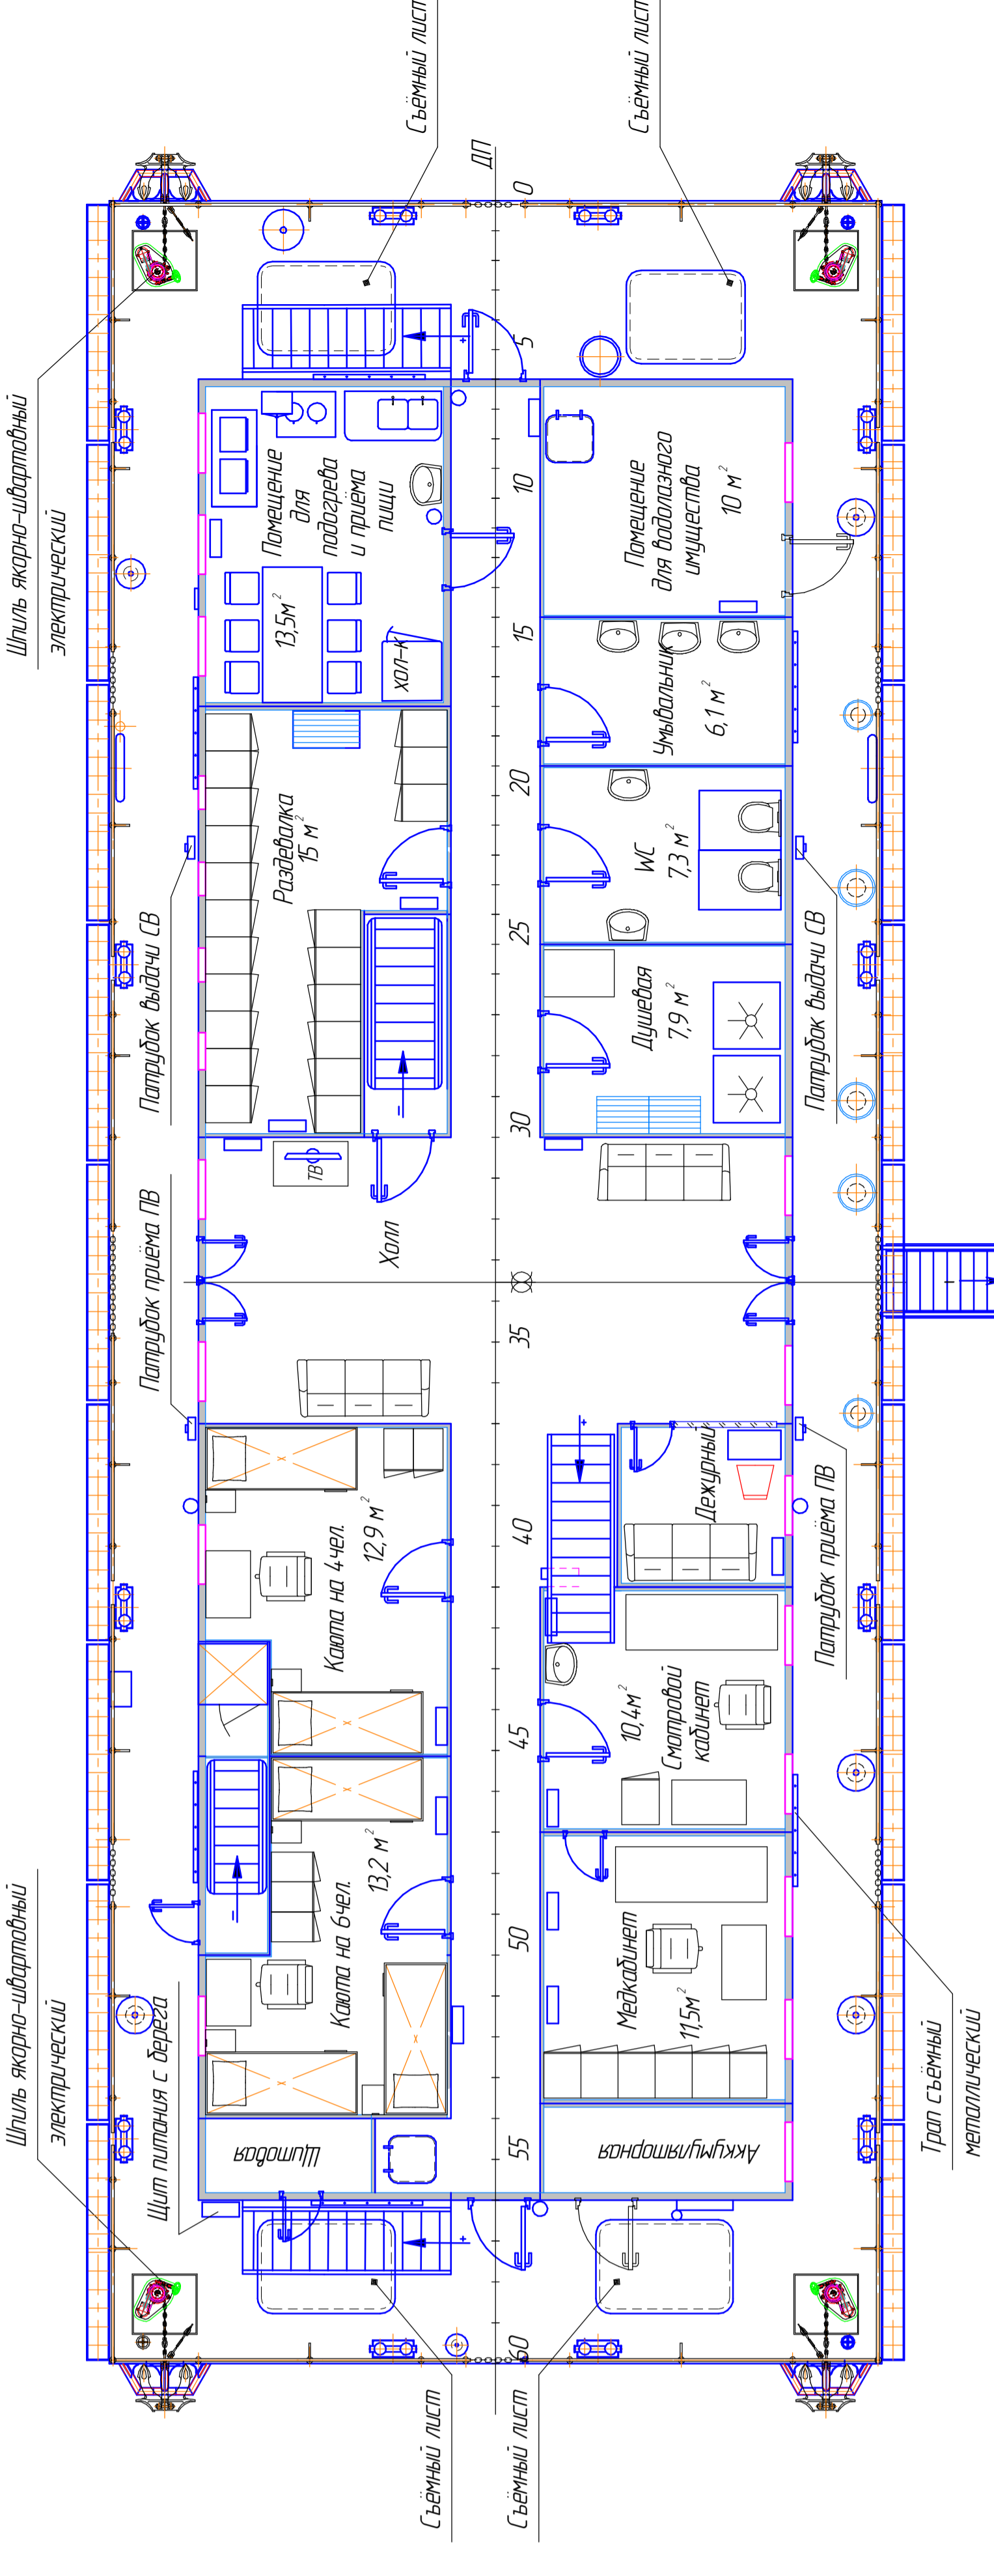 Шпиль якорно-швартовный
электрический
Съёмный лист
Съёмный лист
ДП
0
5
10
15
20
25
30
35
40
45
50
55
60
Помещение
для
подогрева
и приёма
пищи
13,5м²
хол-к
Помещение
для водолазного
имущества
10 м²
Умывальник
6,1 м²
Раздевалка
15 м²
WC
7,3 м²
Патрубок выдачи СВ
Патрубок выдачи СВ
Душевая
7,9 м²
ТВ
Холл
Патрубок приёма ПВ
Каюта на 4чел.
12,9 м²
Дежурный
Патрубок приёма ПВ
Смотровой
кабинет
10,4м²
Каюта на 6чел.
13,2 м²
Медкабинет
11,5м²
Шпиль якорно-швартовный
электрический
Щит питания с берега
Щитовая
Аккумуляторная
Трап съёмный
металлический
Съёмный лист
Съёмный лист